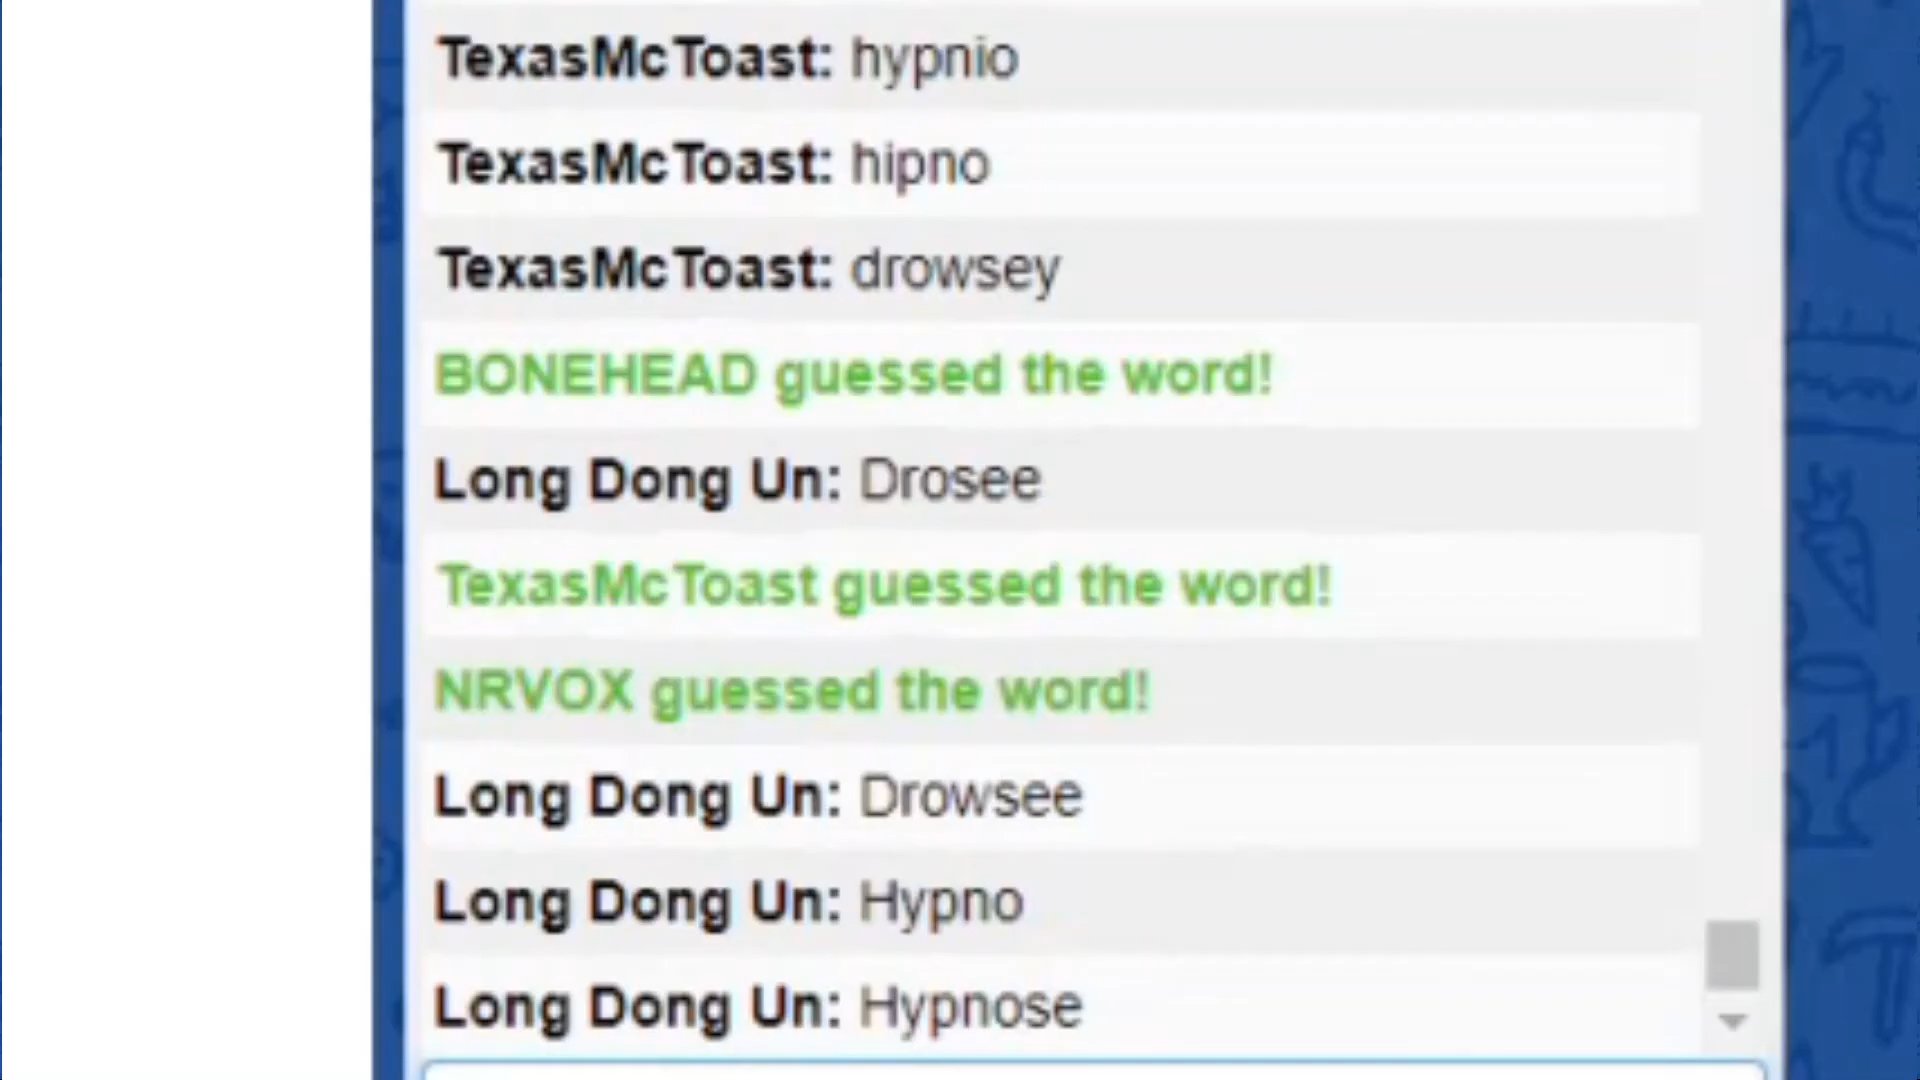 TexasMcToast: hypnio
TexasMcToast: hipno
TexasMcToast: drowsey
BONEHEAD guessed the word!
Long Dong Un: Drosee
TexasMcToast guessed the word!
NRVOX guessed the word!
Long Dong Un: Drowsee
Long Dong Un: Hypno
Long Dong Un: Hypnose